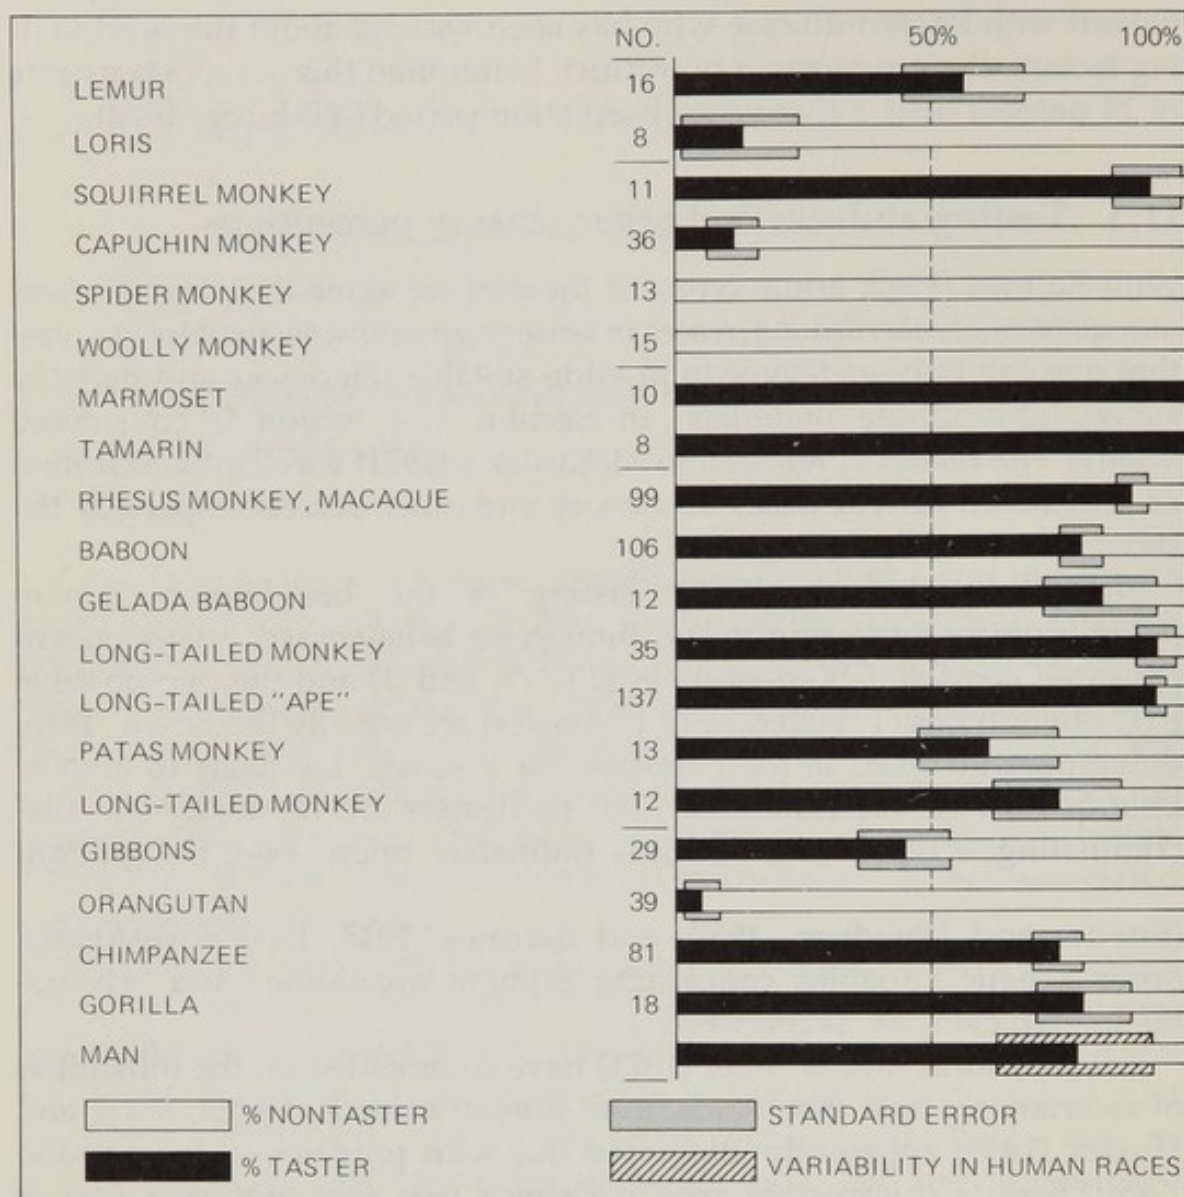 NO. 50% 100%
LEMUR 16
LORIS 8
SQUIRREL MONKEY 11
CAPUCHIN MONKEY 36
SPIDER MONKEY 13
WOOLLY MONKEY 15
MARMOSET 10
TAMARIN 8
RHESUS MONKEY, MACAQUE 99
BABOON 106
GELADA BABOON 12
LONG-TAILED MONKEY 35
LONG-TAILED "APE" 137
PATAS MONKEY 13
LONG-TAILED MONKEY 12
GIBBONS 29
ORANGUTAN 39
CHIMPANZEE 81
GORILLA 18
MAN
% NONTASTER STANDARD ERROR
% TASTER VARIABILITY IN HUMAN RACES